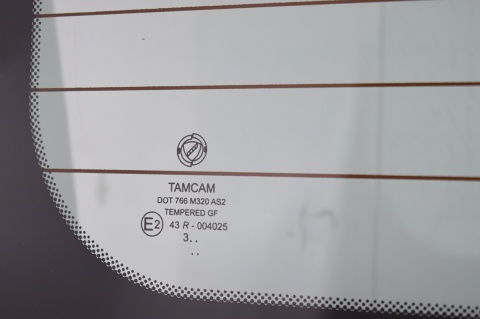 TAMCAM
DOT 766 M320 AS2
TEMPERED GF
E2 43 R - 004025
3..
..